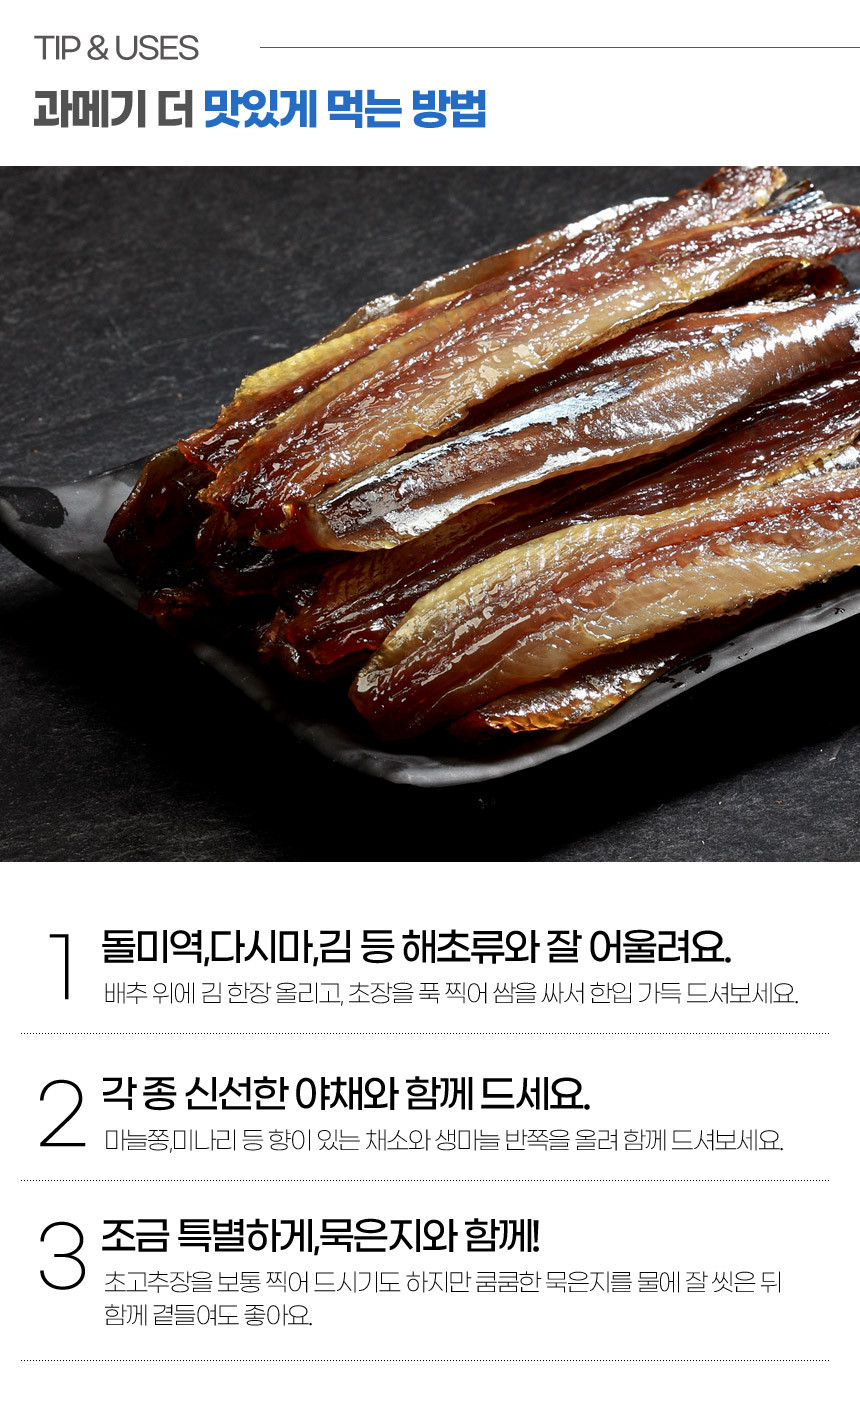 TIP & USES
과메기 더 맛있게 먹는 방법
1
돌미역,다시마,김 등 해초류와 잘 어울려요.
배추 위에 김 한장 올리고, 초장을 푹 찍어 쌈을 싸서 한입 가득 드셔보세요.
2
각 종 신선한 야채와 함께 드세요.
마늘쫑,미나리 등 향이 있는 채소와 생마늘 반쪽을 올려 함께 드셔보세요.
3
조금 특별하게,묵은지와 함께!
초고추장을 보통 찍어 드시기도 하지만 쿰쿰한 묵은지를 물에 잘 씻은 뒤
함께 곁들여도 좋아요.